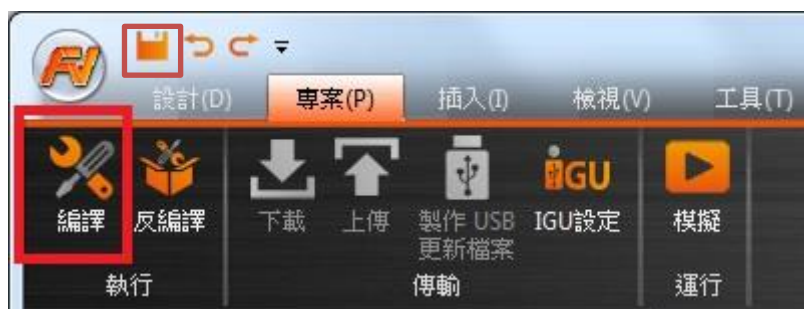 設計(D) 專案(P) 插入(I) 檢視(V) 工具(T)
編譯 反編譯 下載 上傳 製作 USB 更新檔案 IGU IGU設定 模擬
執行 傳輸 運行